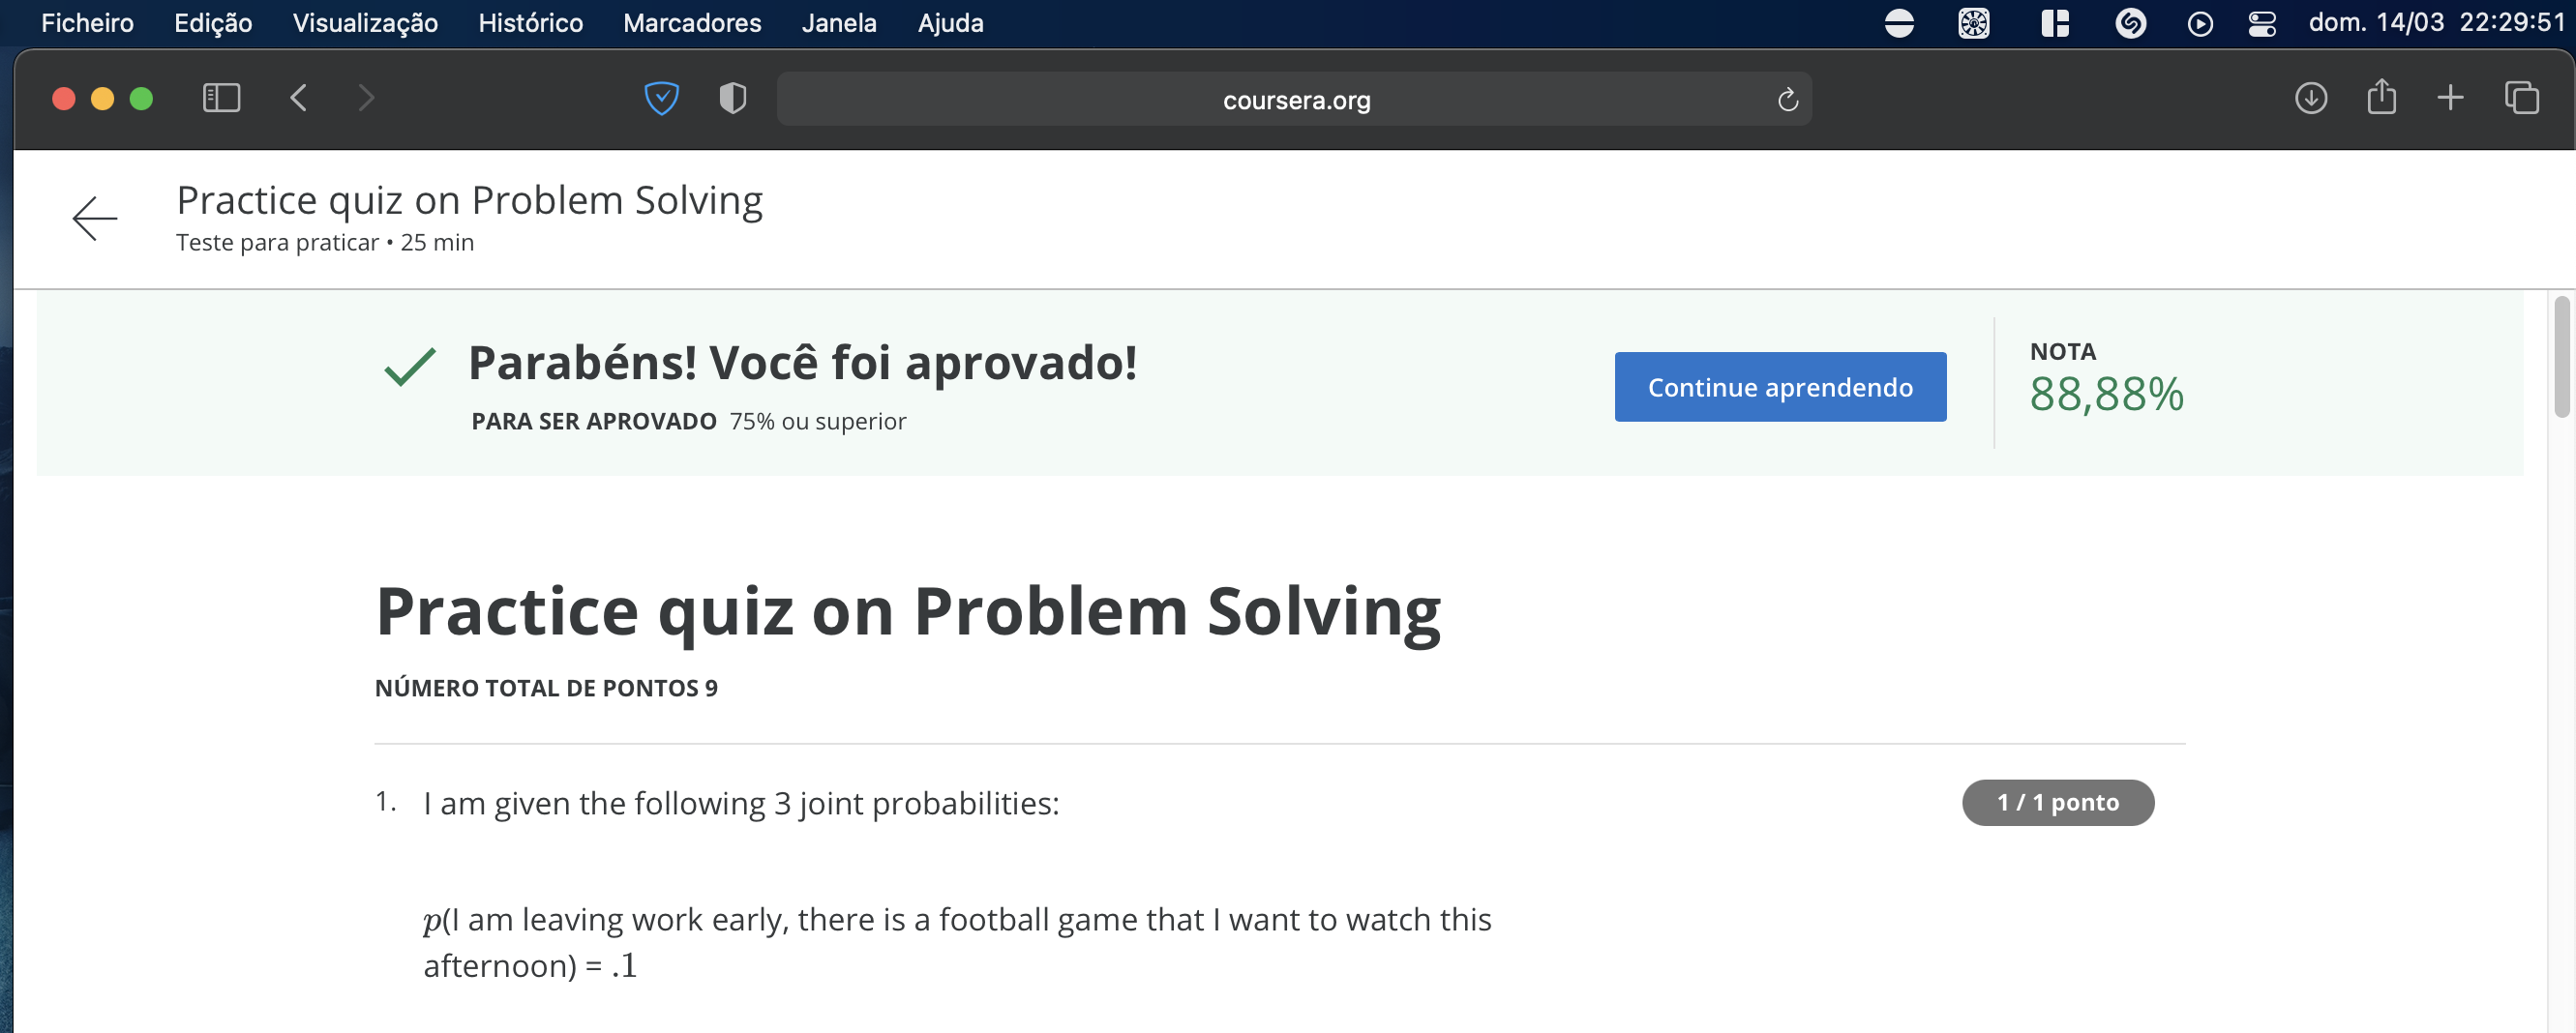 Ficheiro Edição Visualização Histórico Marcadores Janela Ajuda dom. 14/03 22:29:51
coursera.org
Practice quiz on Problem Solving
Teste para praticar • 25 min
Parabéns! Você foi aprovado!
PARA SER APROVADO 75% ou superior
Continue aprendendo
NOTA
88,88%
Practice quiz on Problem Solving
NÚMERO TOTAL DE PONTOS 9
1. I am given the following 3 joint probabilities:
1 / 1 ponto
p(I am leaving work early, there is a football game that I want to watch this
afternoon) = .1